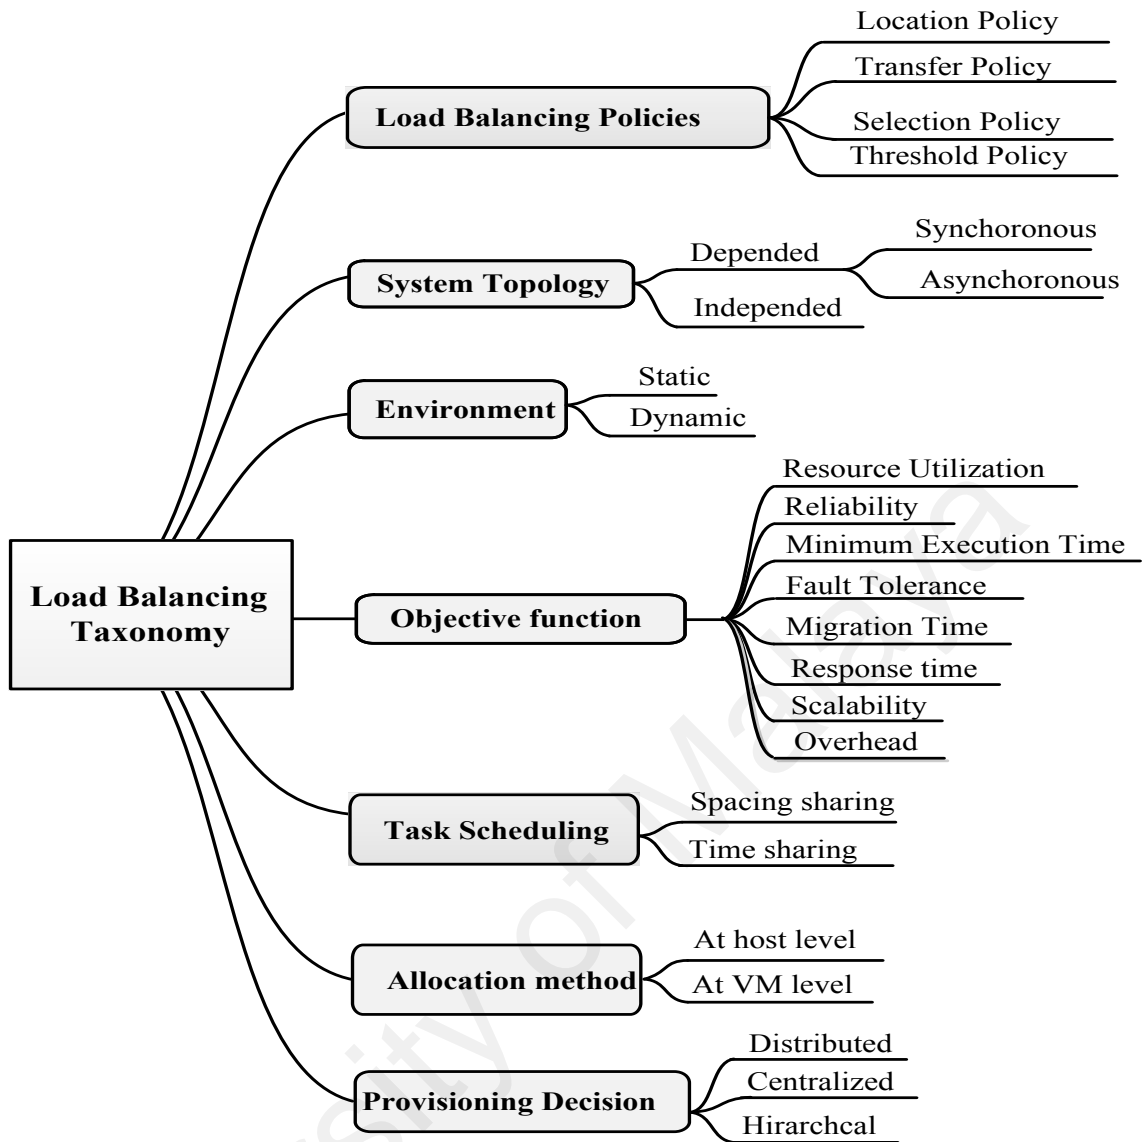 Load Balancing
Taxonomy
Load Balancing Policies
Location Policy
Transfer Policy
Selection Policy
Threshold Policy
System Topology
Depended
Synchoronous
Asynchoronous
Independed
Environment
Static
Dynamic
Objective function
Resource Utilization
Reliability
Minimum Execution Time
Fault Tolerance
Migration Time
Response time
Scalability
Overhead
Task Scheduling
Spacing sharing
Time sharing
Allocation method
At host level
At VM level
Provisioning Decision
Distributed
Centralized
Hirarchcal
of Malaya